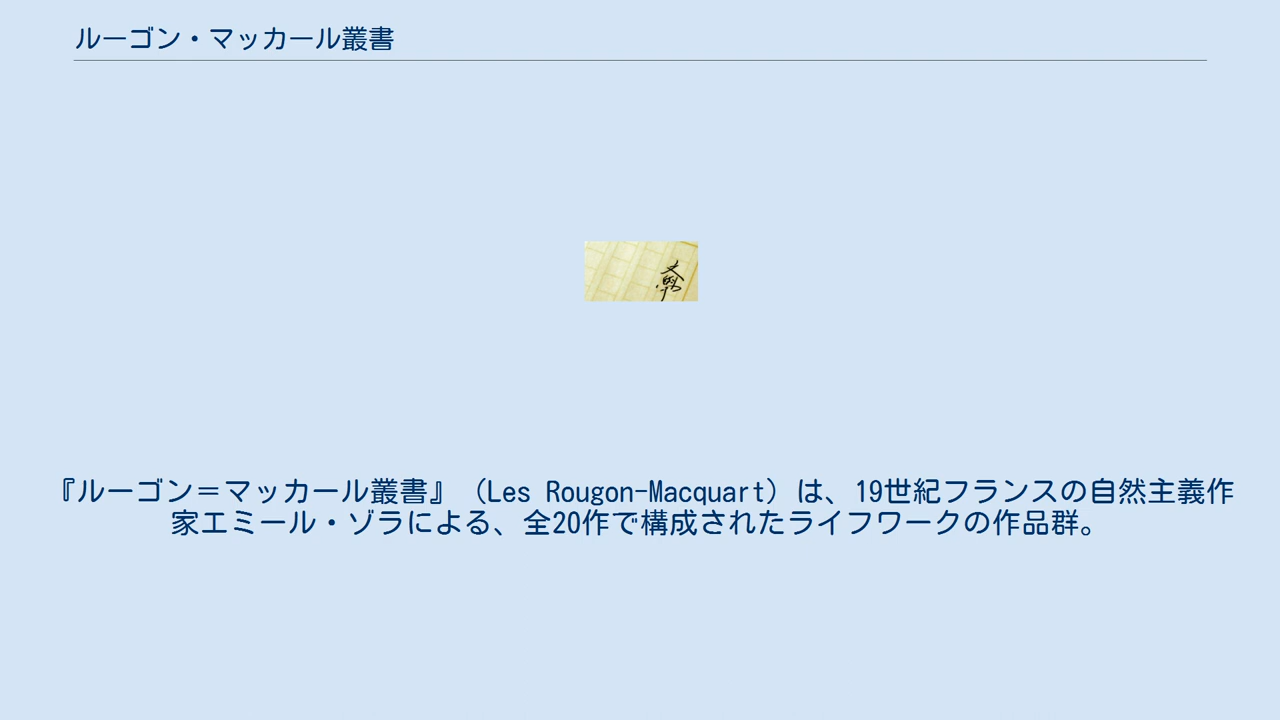 ルーゴン・マッカール叢書
『ルーゴン＝マッカール叢書』（Les Rougon-Macquart）は、19世紀フランスの自然主義作
家エミール・ゾラによる、全20作で構成されたライフワークの作品群。